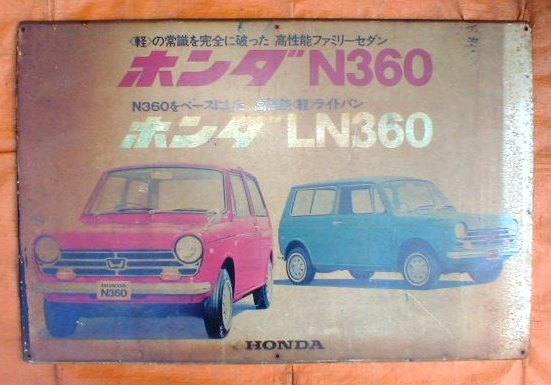 〈軽〉の常識を完全に破った 高性能ファミリーセダン
ホンダN360
N360をベースにした 高性能〈軽〉ライトバン
ホンダLN360
HONDA
N360
HONDA